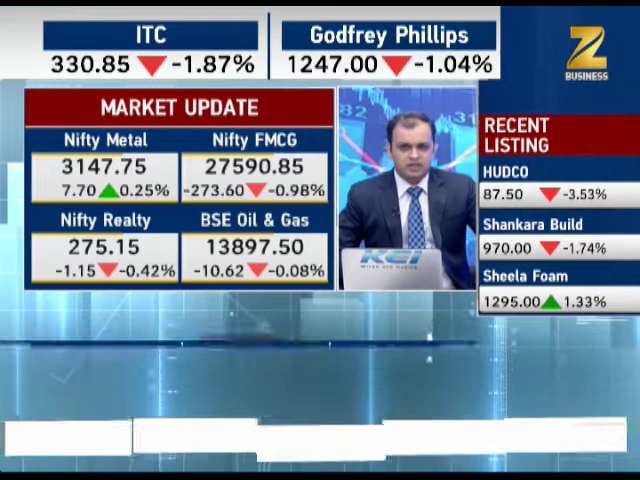 ITC
330.85 -1.87%
Godfrey Phillips
1247.00 -1.04%
Z
BUSINESS
MARKET UPDATE
Nifty Metal
3147.75
7.70 0.25%
Nifty FMCG
27590.85
-273.60 -0.98%
Nifty Realty
275.15
-1.15 -0.42%
BSE Oil & Gas
13897.50
-10.62 -0.08%
KEI
RECENT
LISTING
HUDCO
87.50 -3.53%
Shankara Build
970.00 -1.74%
Sheela Foam
1295.00 1.33%